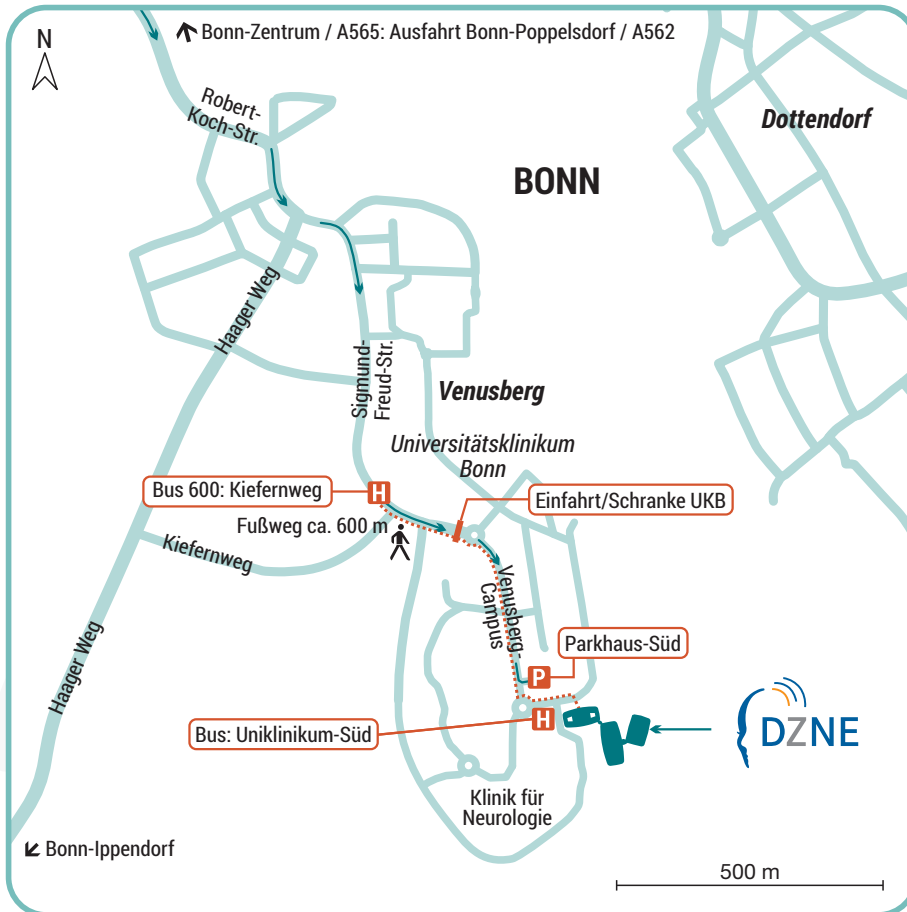 N
Bonn-Zentrum / A565: Ausfahrt Bonn-Poppelsdorf / A562
Robert-
Koch-Str.
Dottendorf
BONN
Haager Weg
Sigmund-
Freud-Str.
Venusberg
Universitätsklinikum
Bonn
Bus 600: Kiefernweg
H
Einfahrt/Schranke UKB
Fußweg ca. 600 m
Kiefernweg
Venusberg-
Campus
Haager Weg
Parkhaus-Süd
P
Bus: Uniklinikum-Süd
H
DZNE
Klinik für
Neurologie
Bonn-Ippendorf
500 m